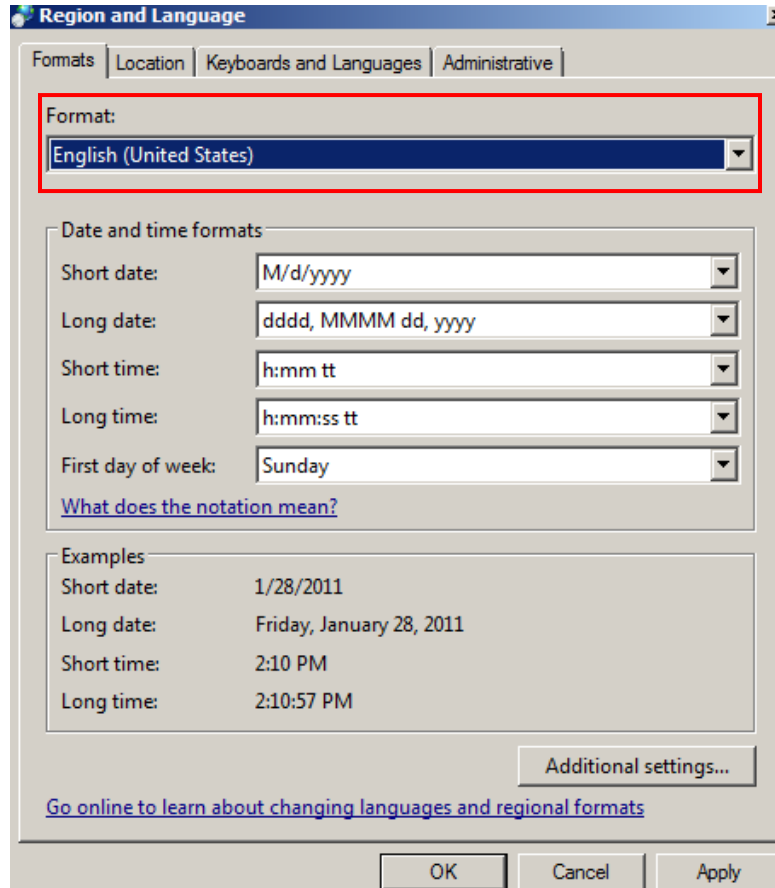 Region and Language
Formats Location Keyboards and Languages Administrative
Format:
English (United States)
Date and time formats
Short date: M/d/yyyy
Long date: dddd, MMMM dd, yyyy
Short time: h:mm tt
Long time: h:mm:ss tt
First day of week: Sunday
What does the notation mean?
Examples
Short date: 1/28/2011
Long date: Friday, January 28, 2011
Short time: 2:10 PM
Long time: 2:10:57 PM
Additional settings...
Go online to learn about changing languages and regional formats
OK Cancel Apply